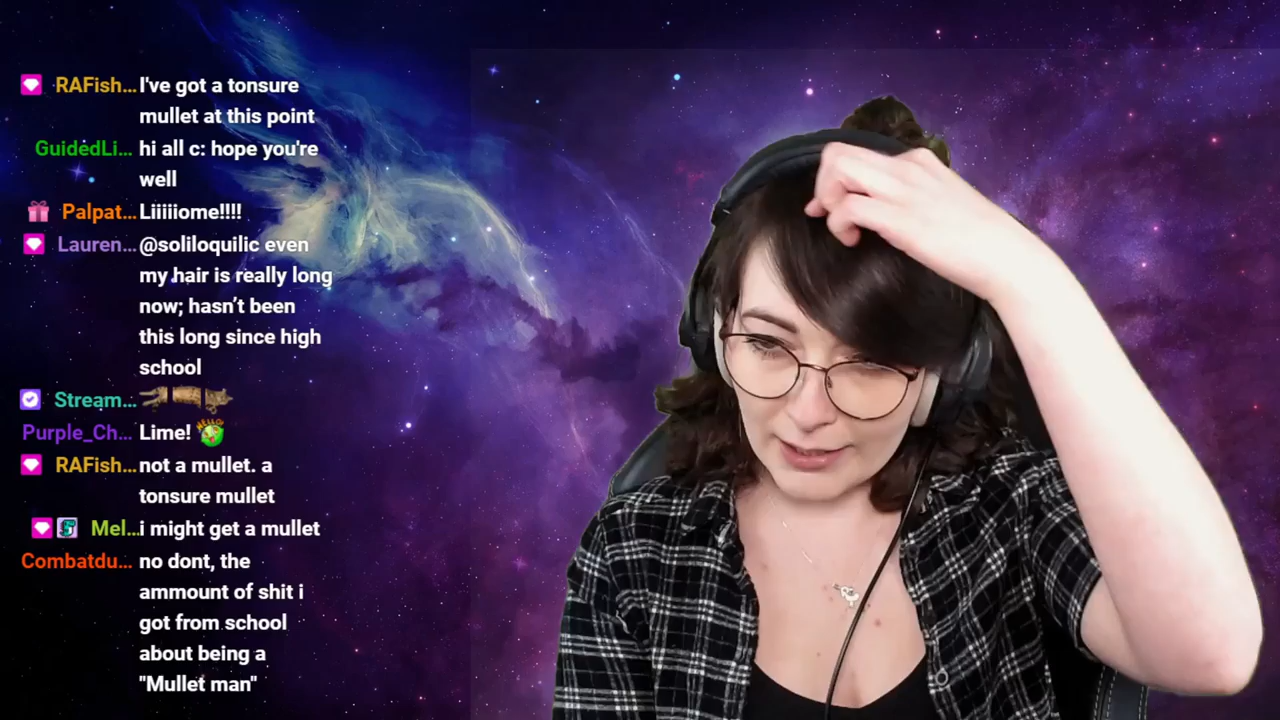 RAFish... I've got a tonsure
mullet at this point
GuidedLi... hi all c: hope you're
well
Palpat... Liiiiiome!!!!
Lauren... @soliloquilic even
my hair is really long
now; hasn’t been
this long since high
school
Stream...
Purple_Ch... Lime! HELLO!
RAFish... not a mullet. a
tonsure mullet
Mel... i might get a mullet
Combatdu... no dont, the
ammount of shit i
got from school
about being a
"Mullet man"